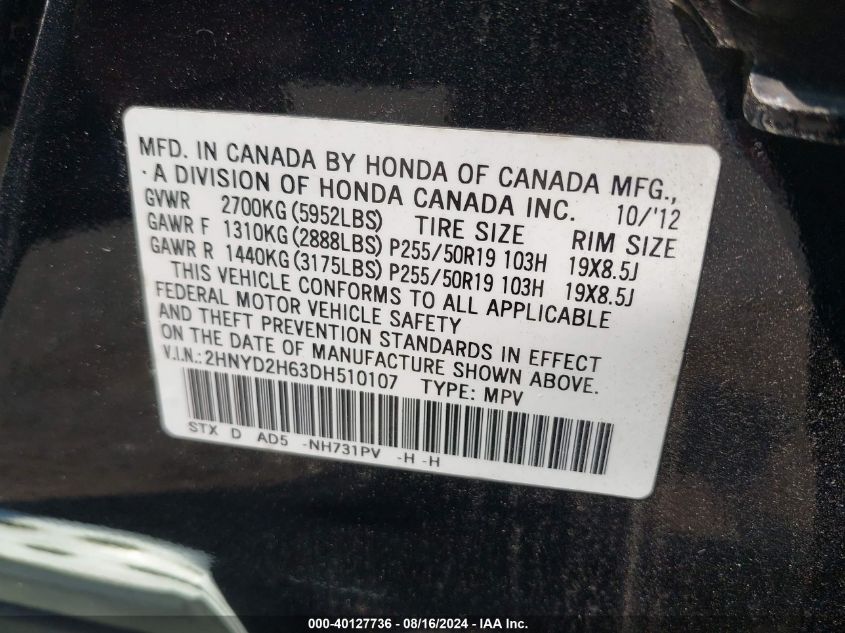 MFD. IN CANADA BY HONDA OF CANADA MFG.,
· A DIVISION OF HONDA CANADA INC. 10/'12
GVWR 2700KG (5952LBS) TIRE SIZE RIM SIZE
GAWR F 1310KG (2888LBS) P255/50R19 103H 19X8.5J
GAWR R 1440KG (3175LBS) P255/50R19 103H 19X8.5J
THIS VEHICLE CONFORMS TO ALL APPLICABLE
FEDERAL MOTOR VEHICLE SAFETY
AND THEFT PREVENTION STANDARDS IN EFFECT
ON THE DATE OF MANUFACTURE SHOWN ABOVE.
V.I.N.: 2HNYD2H63DH510107 TYPE: MPV
STX D AD5 -NH731PV -H -H
000-40127736 - 08/16/2024 - IAA Inc.